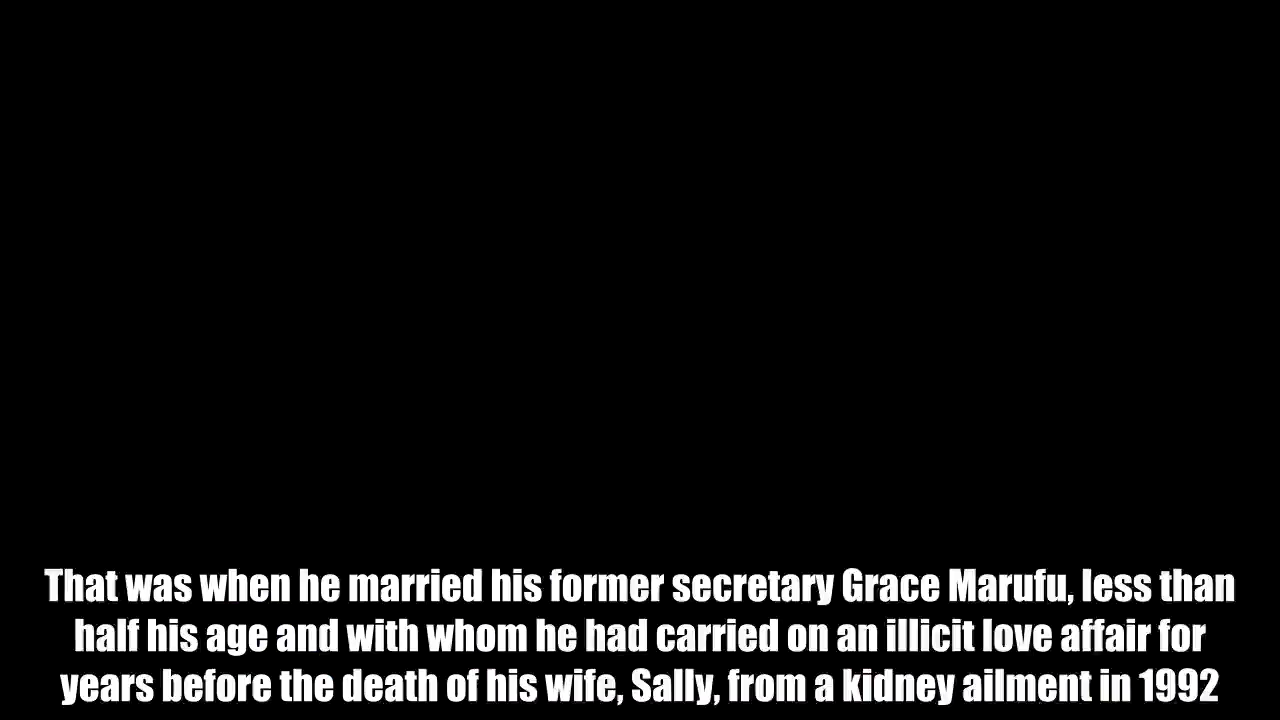 That was when he married his former secretary Grace Marufu, less than
half his age and with whom he had carried on an illicit love affair for
years before the death of his wife, Sally, from a kidney ailment in 1992